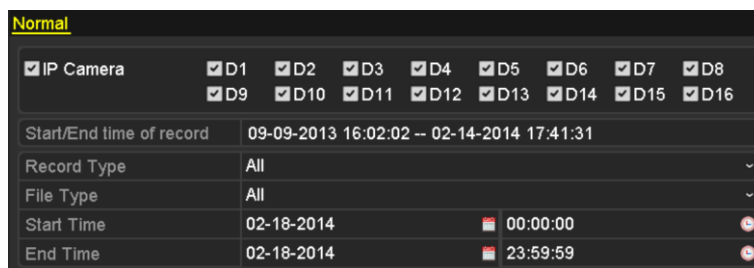 Normal
IP Camera D1 D2 D3 D4 D5 D6 D7 D8
D9 D10 D11 D12 D13 D14 D15 D16
Start/End time of record 09-09-2013 16:02:02 -- 02-14-2014 17:41:31
Record Type All
File Type All
Start Time 02-18-2014 00:00:00
End Time 02-18-2014 23:59:59